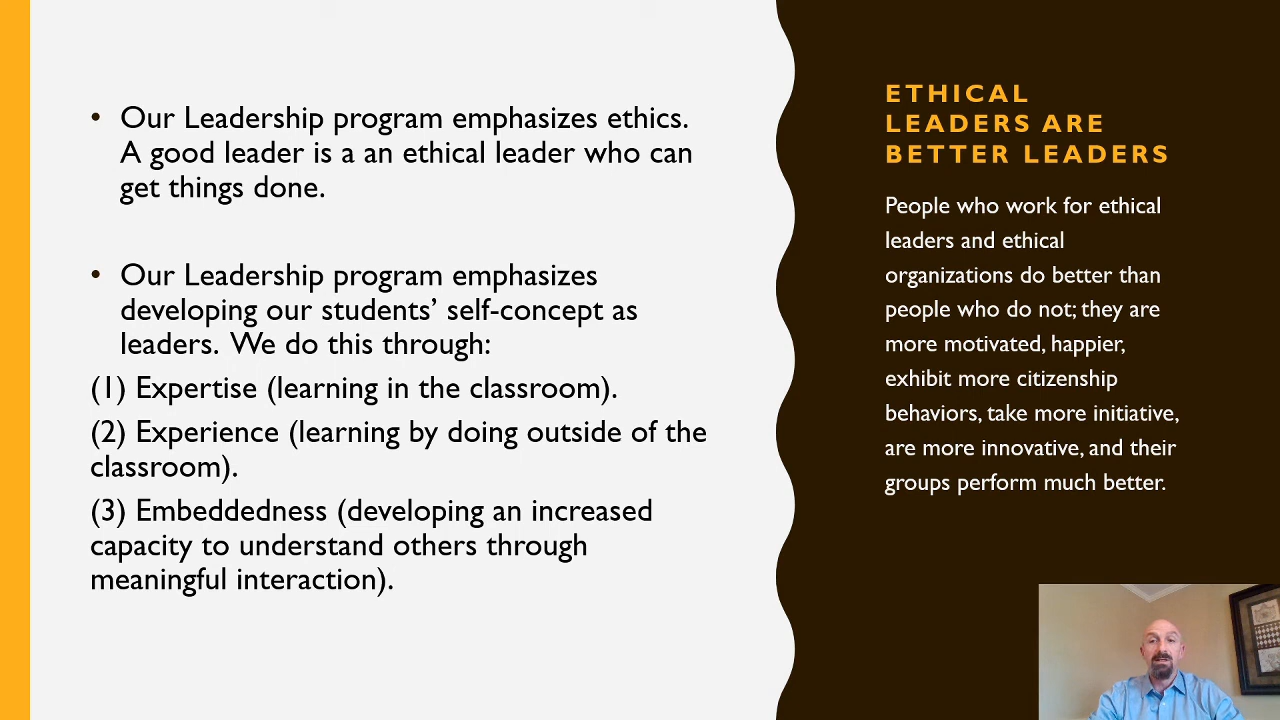 • Our Leadership program emphasizes ethics.
A good leader is a an ethical leader who can
get things done.
• Our Leadership program emphasizes
developing our students’ self-concept as
leaders. We do this through:
(1) Expertise (learning in the classroom).
(2) Experience (learning by doing outside of the
classroom).
(3) Embeddedness (developing an increased
capacity to understand others through
meaningful interaction).
ETHICAL
LEADERS ARE
BETTER LEADERS
People who work for ethical
leaders and ethical
organizations do better than
people who do not; they are
more motivated, happier,
exhibit more citizenship
behaviors, take more initiative,
are more innovative, and their
groups perform much better.